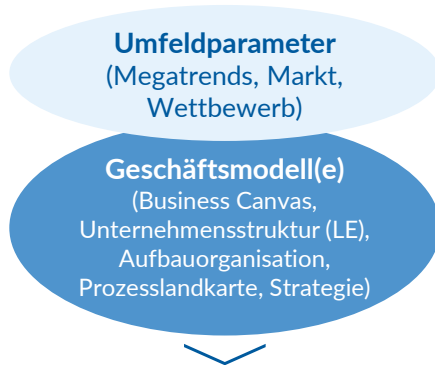 Umfeldparameter
(Megatrends, Markt,
Wettbewerb)
Geschäftsmodell(e)
(Business Canvas,
Unternehmensstruktur (LE),
Aufbauorganisation,
Prozesslandkarte, Strategie)